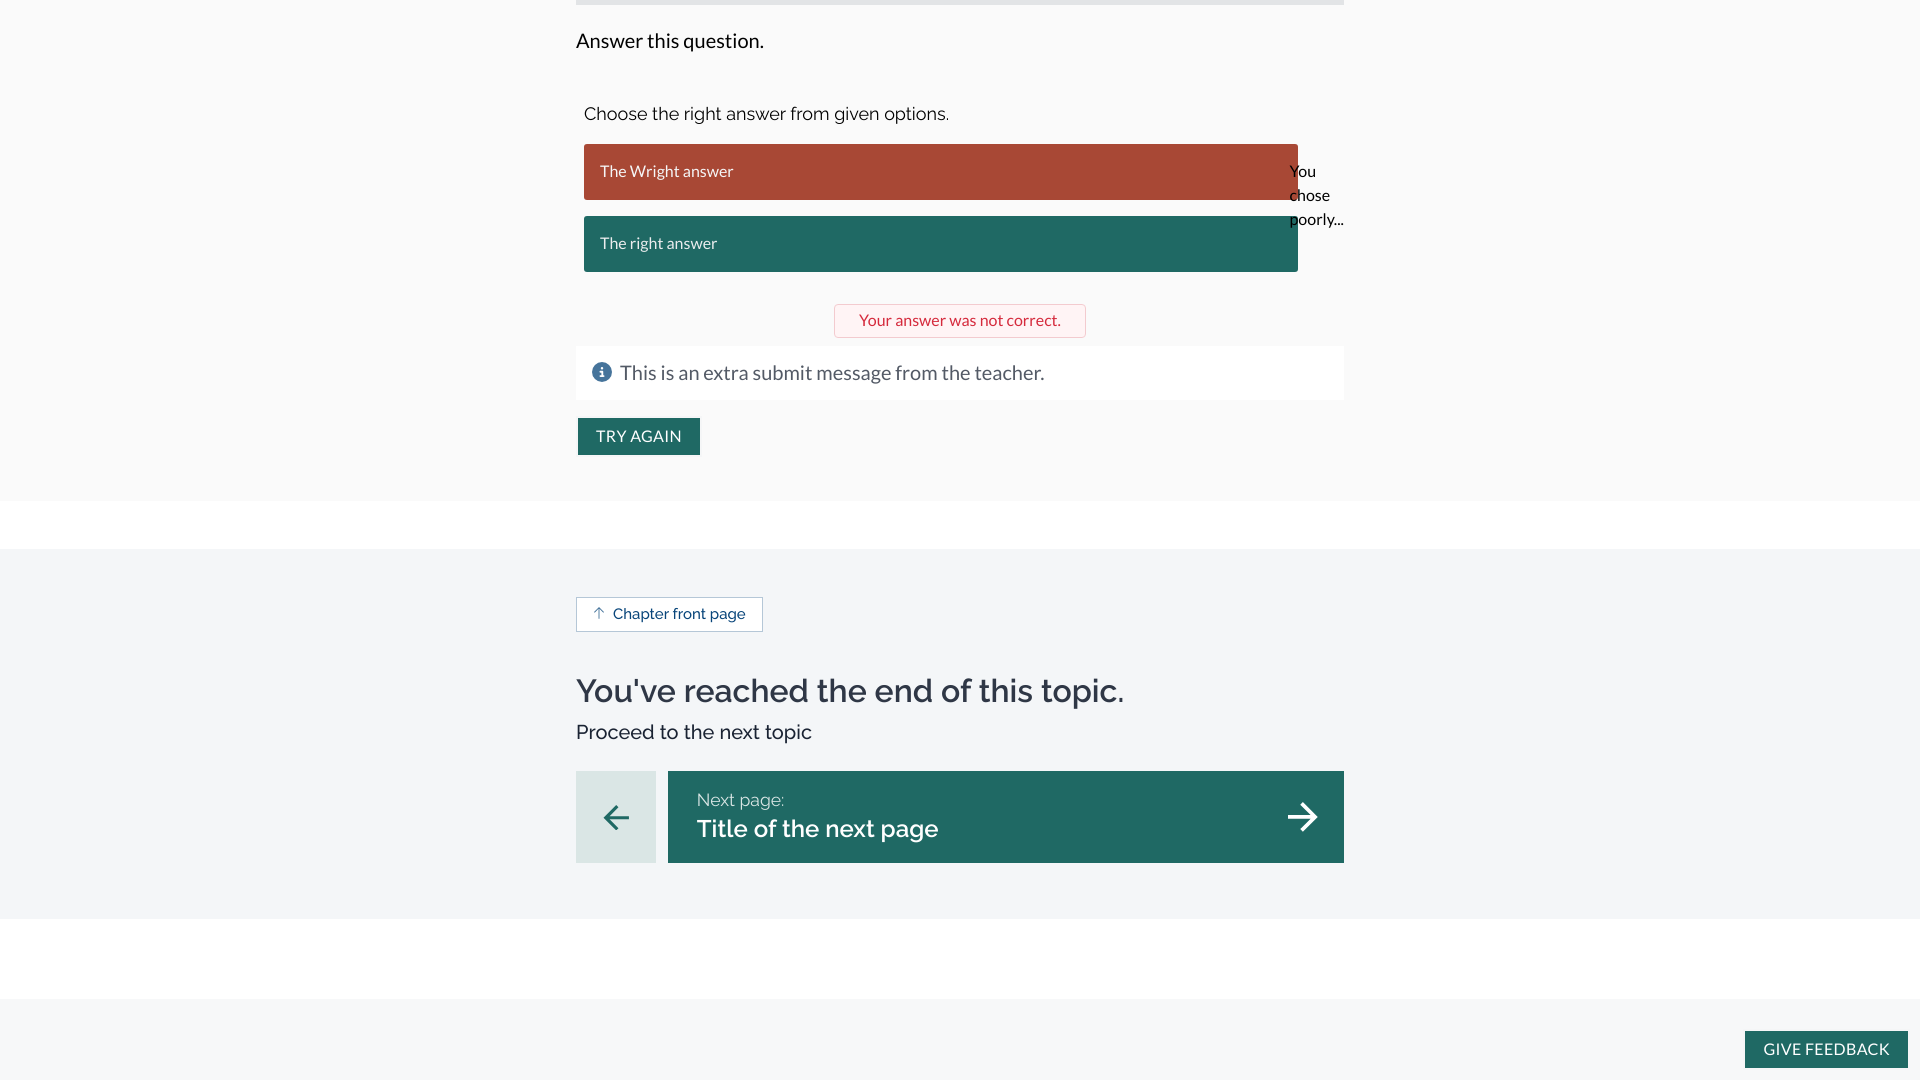 Answer this question.
Choose the right answer from given options.
The Wright answer
You
chose
poorly...
The right answer
Your answer was not correct.
This is an extra submit message from the teacher.
TRY AGAIN
Chapter front page
You've reached the end of this topic.
Proceed to the next topic
Next page:
Title of the next page
GIVE FEEDBACK